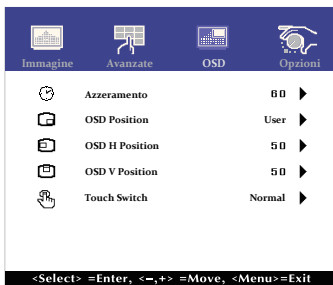 Immagine Avanzate OSD Opzioni
Azzeramento 60
OSD Position User
OSD H Position 50
OSD V Position 50
Touch Switch Normal
<Select> =Enter, <–,+> =Move, <Menu>=Exit